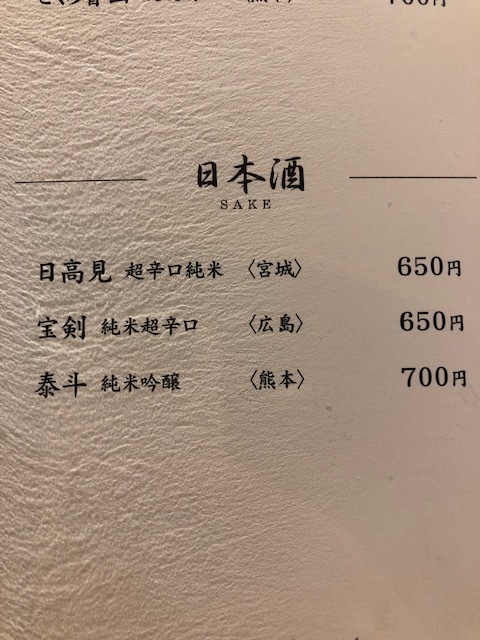 日本酒
SAKE
日高見 超辛口純米 〈宮城〉 650円
宝剣 純米超辛口 〈広島〉 650円
泰斗 純米吟醸 〈熊本〉 700円